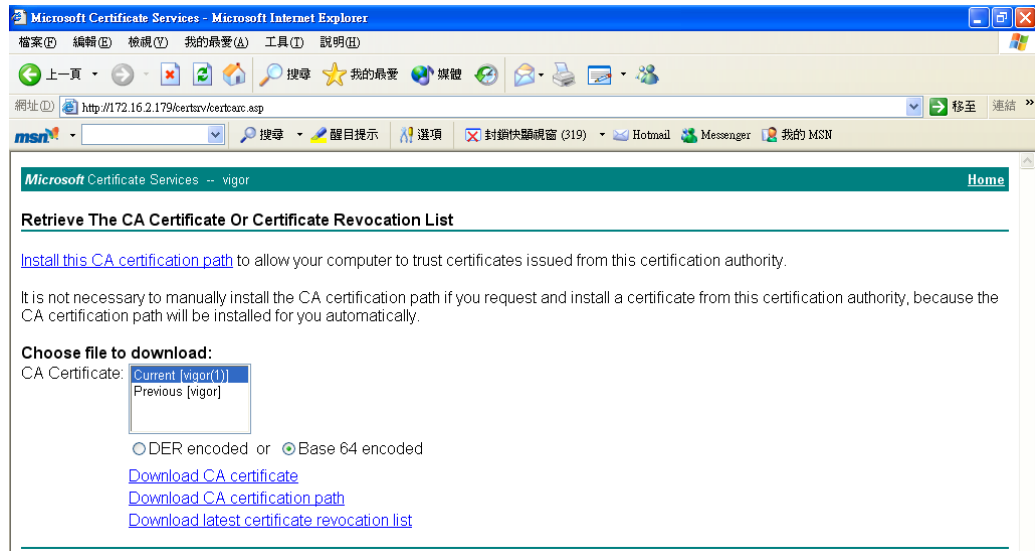 Microsoft Certificate Services - Microsoft Internet Explorer
檔案(F) 編輯(E) 檢視(V) 我的最愛(A) 工具(T) 說明(H)
上一頁 搜尋 我的最愛 媒體
網址(D) http://172.16.2.179/certsrv/certcarc.asp 移至 連結 »
msn 搜尋 醒目提示 選項 封鎖快顯視窗 (319) Hotmail Messenger 我的 MSN
Microsoft Certificate Services -- vigor Home
Retrieve The CA Certificate Or Certificate Revocation List
Install this CA certification path to allow your computer to trust certificates issued from this certification authority.
It is not necessary to manually install the CA certification path if you request and install a certificate from this certification authority, because the
CA certification path will be installed for you automatically.
Choose file to download:
CA Certificate: Current [vigor(1)]
Previous [vigor]
DER encoded or Base 64 encoded
Download CA certificate
Download CA certification path
Download latest certificate revocation list